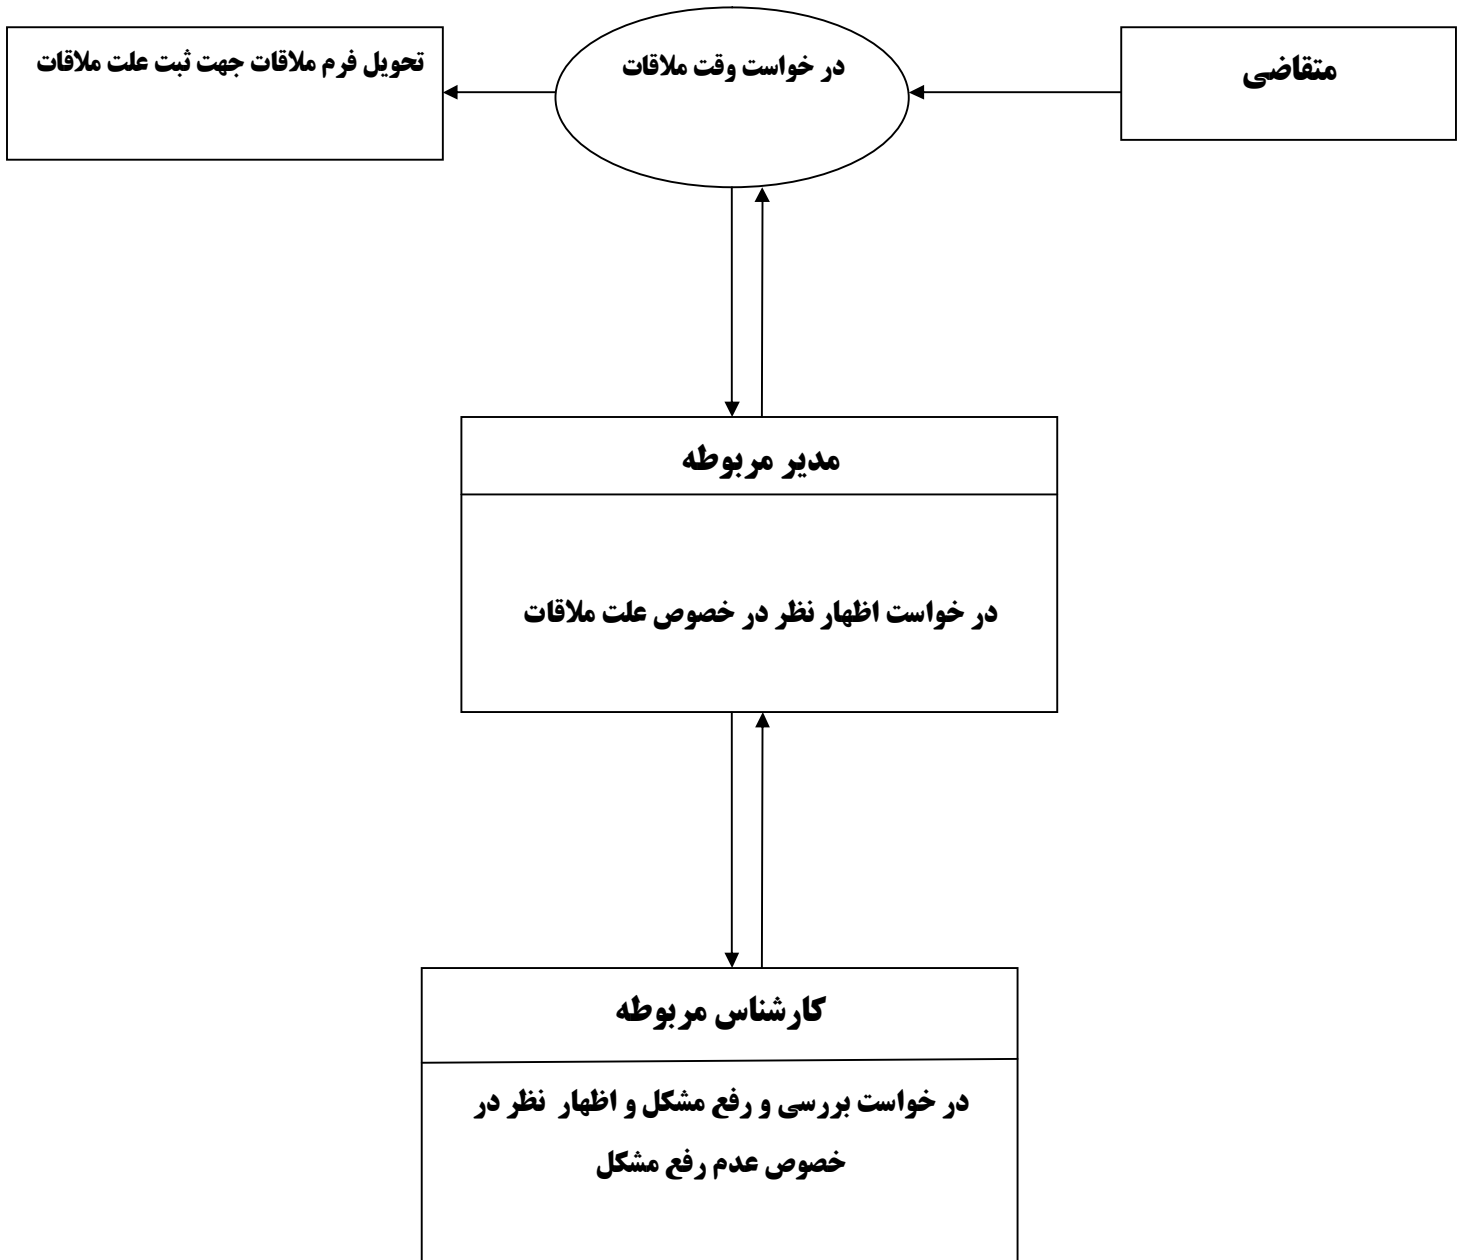 متقاضی
در خواست وقت ملاقات
تحویل فرم ملاقات جهت ثبت علت ملاقات
مدیر مربوطه
در خواست اظهار نظر در خصوص علت ملاقات
کارشناس مربوطه
در خواست بررسی و رفع مشکل و اظهار نظر در
خصوص عدم رفع مشکل